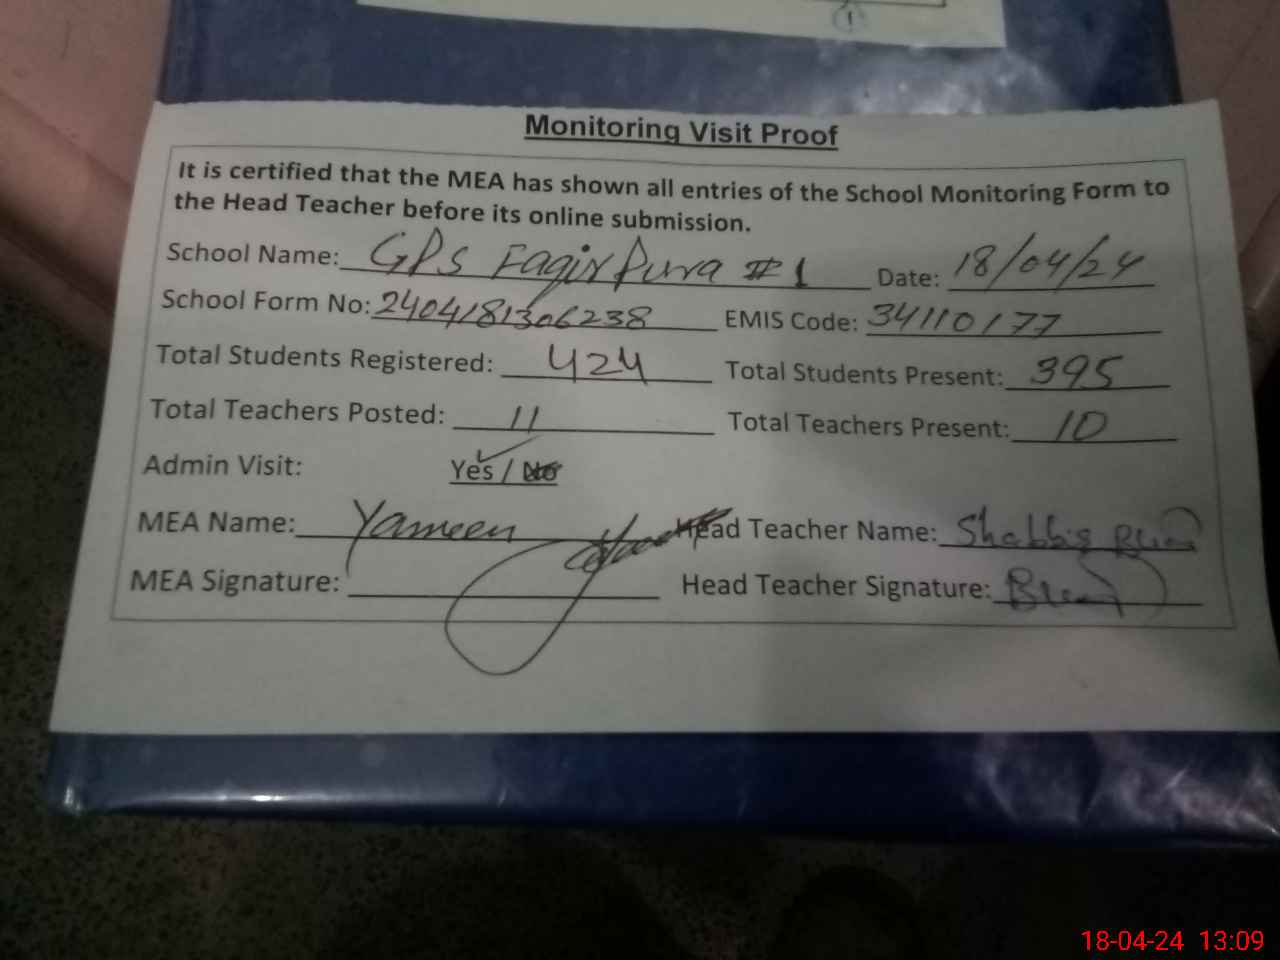 Monitoring Visit Proof
It is certified that the MEA has shown all entries of the School Monitoring Form to
the Head Teacher before its online submission.
School Name: GPS Faqir Pura #1 Date: 18/04/24
School Form No: 2404181306238 EMIS Code: 34110177
Total Students Registered: 424 Total Students Present: 395
Total Teachers Posted: 11 Total Teachers Present: 10
Admin Visit: Yes / No
MEA Name: Yameen Head Teacher Name: Shabbir
MEA Signature: Head Teacher Signature:
18-04-24 13:09